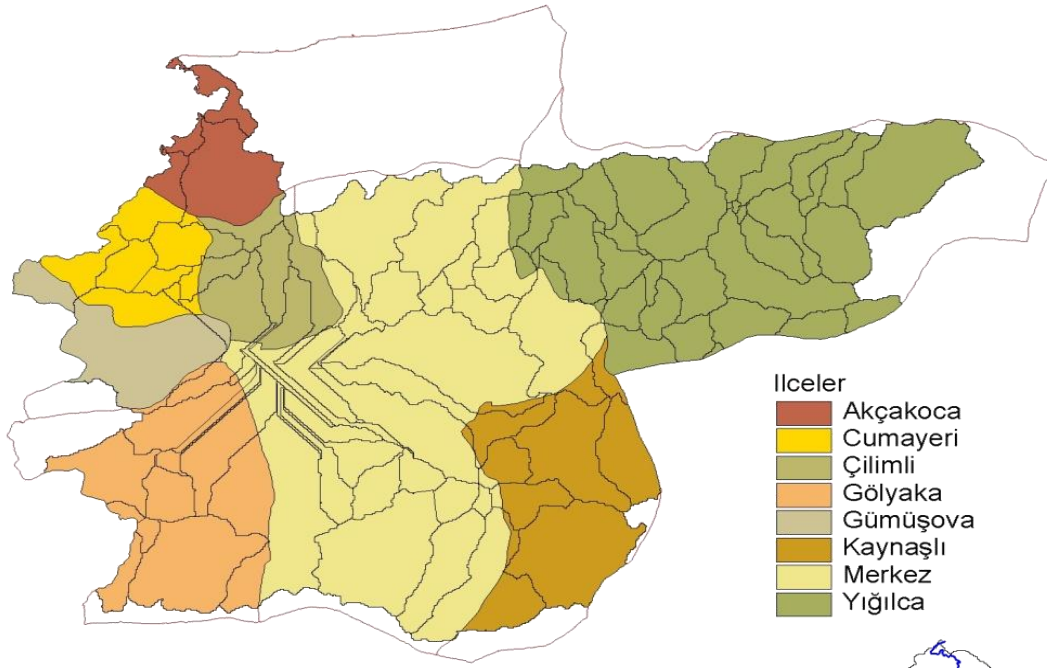 Ilceler
Akçakoca
Cumayeri
Çilimli
Gölyaka
Gümüşova
Kaynaşlı
Merkez
Yığılca